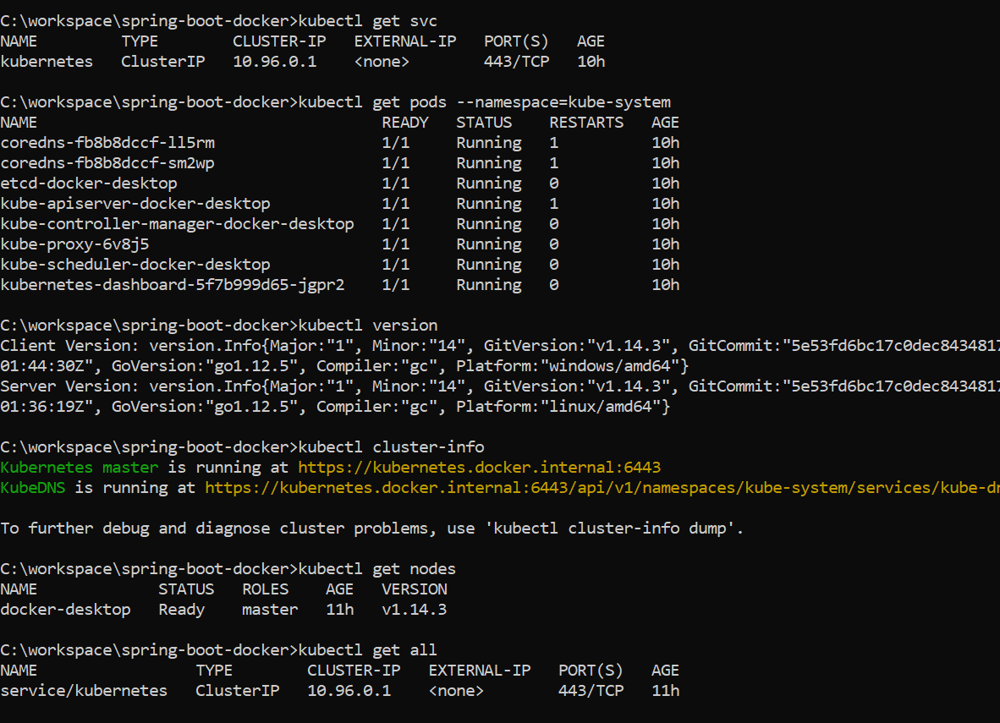 C:\workspace\spring-boot-docker>kubectl get svc
NAME         TYPE        CLUSTER-IP   EXTERNAL-IP   PORT(S)   AGE
kubernetes   ClusterIP   10.96.0.1    <none>        443/TCP   10h
C:\workspace\spring-boot-docker>kubectl get pods --namespace=kube-system
NAME                                     READY   STATUS    RESTARTS   AGE
coredns-fb8b8dccf-ll5rm                  1/1     Running   1          10h
coredns-fb8b8dccf-sm2wp                  1/1     Running   1          10h
etcd-docker-desktop                      1/1     Running   0          10h
kube-apiserver-docker-desktop            1/1     Running   1          10h
kube-controller-manager-docker-desktop   1/1     Running   0          10h
kube-proxy-6v8j5                         1/1     Running   0          10h
kube-scheduler-docker-desktop            1/1     Running   0          10h
kubernetes-dashboard-5f7b999d65-jgpr2    1/1     Running   0          10h
C:\workspace\spring-boot-docker>kubectl version
Client Version: version.Info{Major:"1", Minor:"14", GitVersion:"v1.14.3", GitCommit:"5e53fd6bc17c0dec8434817
01:44:30Z", GoVersion:"go1.12.5", Compiler:"gc", Platform:"windows/amd64"}
Server Version: version.Info{Major:"1", Minor:"14", GitVersion:"v1.14.3", GitCommit:"5e53fd6bc17c0dec8434817
01:36:19Z", GoVersion:"go1.12.5", Compiler:"gc", Platform:"linux/amd64"}
C:\workspace\spring-boot-docker>kubectl cluster-info
Kubernetes master is running at https://kubernetes.docker.internal:6443
KubeDNS is running at https://kubernetes.docker.internal:6443/api/v1/namespaces/kube-system/services/kube-dn
To further debug and diagnose cluster problems, use 'kubectl cluster-info dump'.
C:\workspace\spring-boot-docker>kubectl get nodes
NAME             STATUS   ROLES    AGE   VERSION
docker-desktop   Ready    master   11h   v1.14.3
C:\workspace\spring-boot-docker>kubectl get all
NAME                 TYPE        CLUSTER-IP   EXTERNAL-IP   PORT(S)   AGE
service/kubernetes   ClusterIP   10.96.0.1    <none>        443/TCP   11h